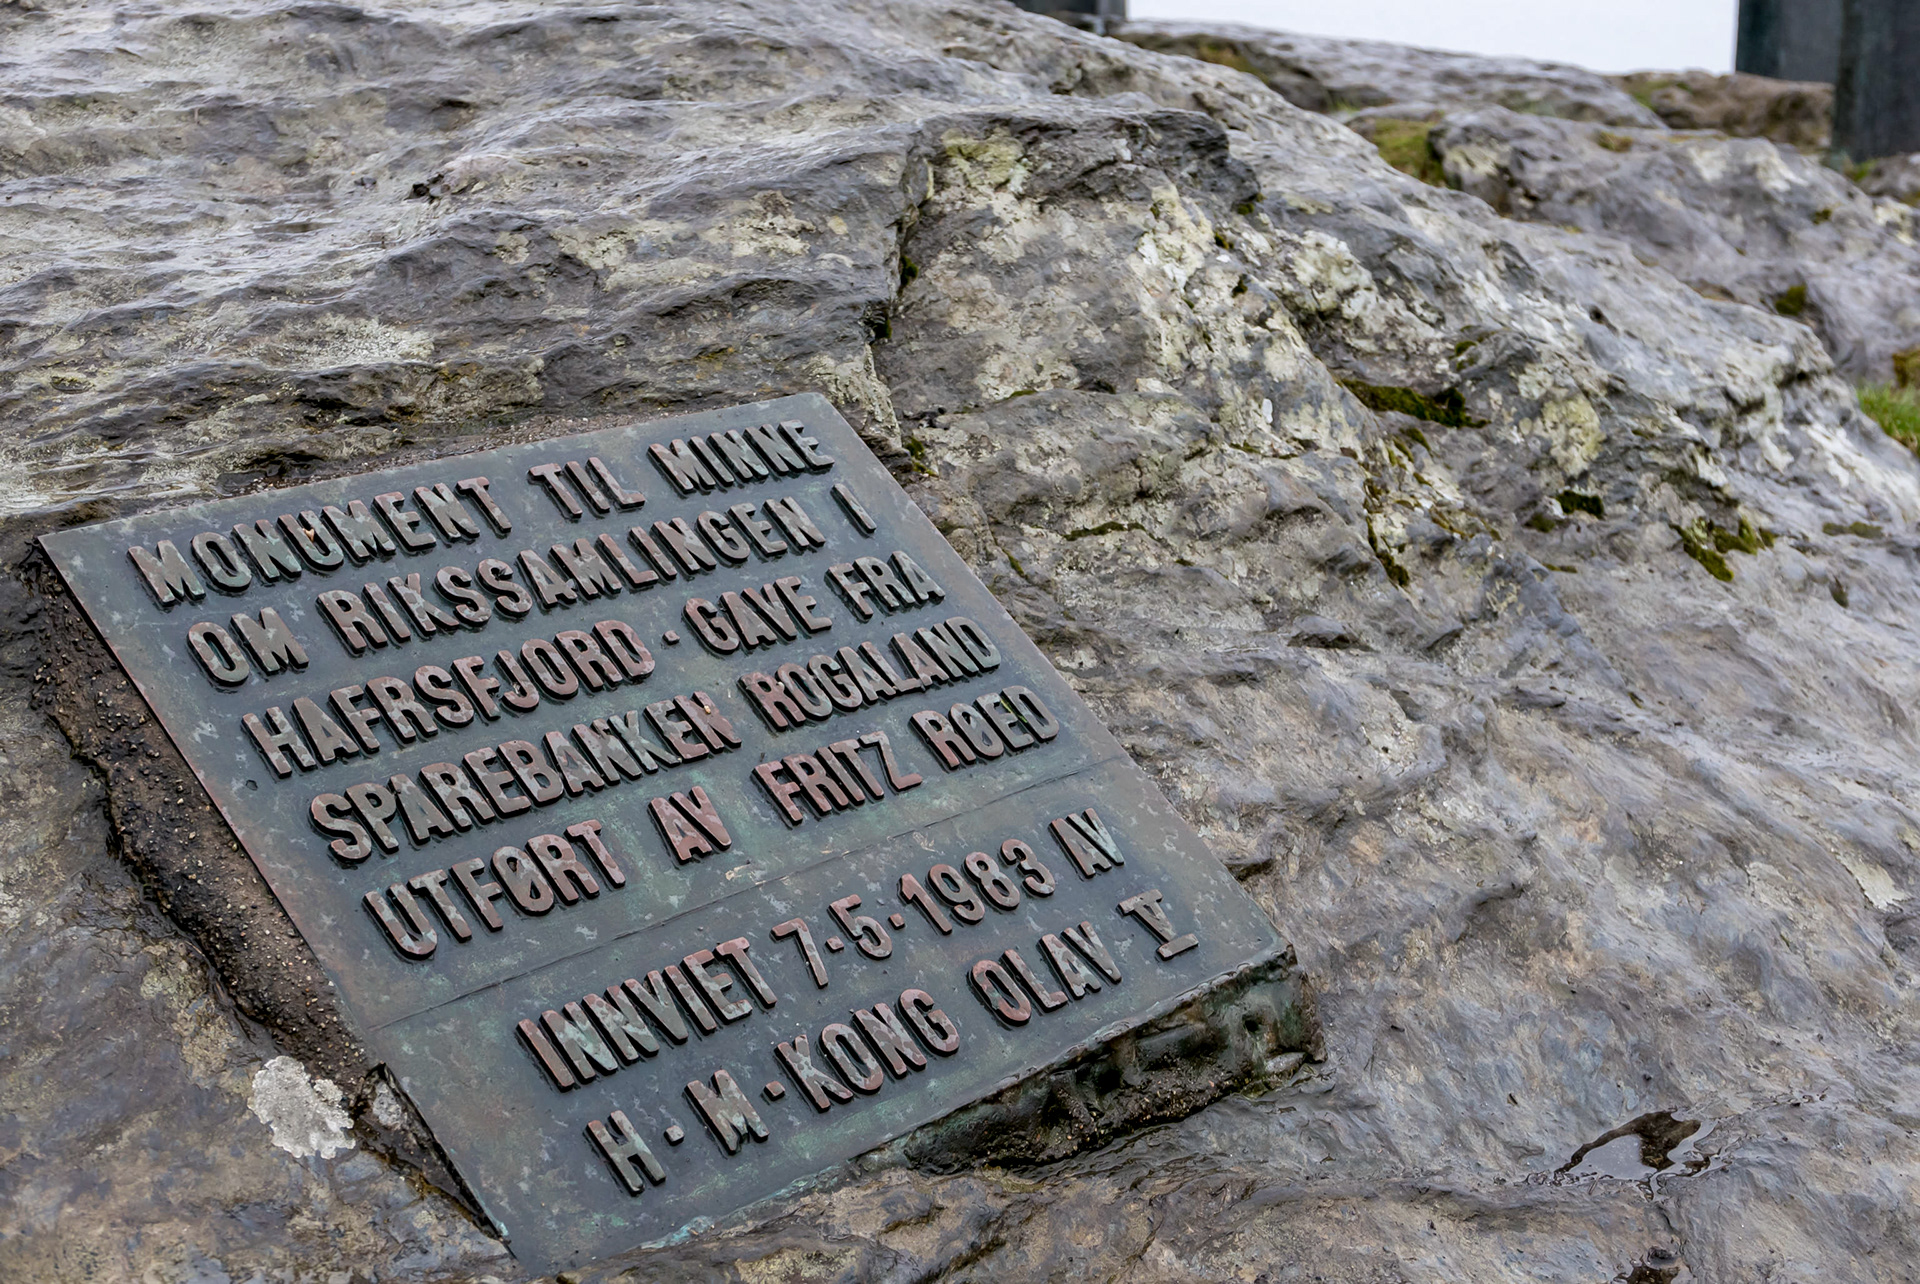 MONUMENT TIL MINNE
OM RIKSSAMLINGEN I
HAFRSFJORD · GAVE FRA
SPAREBANKEN ROGALAND
UTFØRT AV FRITZ RØED
INNVIET 7·5·1983 AV
H·M·KONG OLAV V